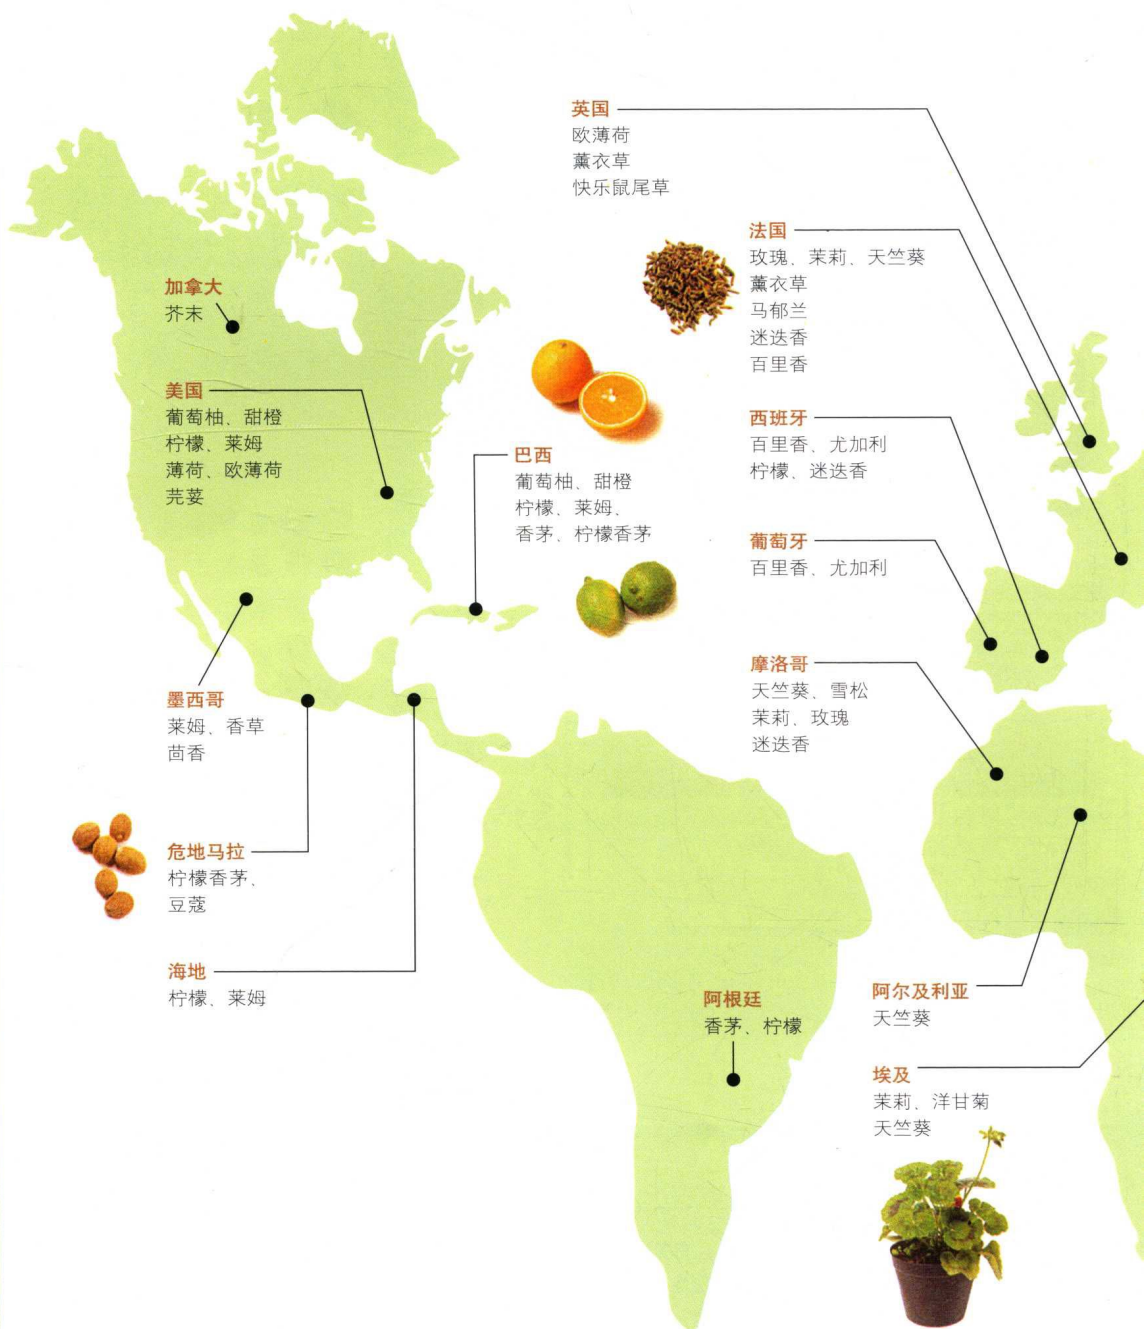 英国
欧薄荷
薰衣草
快乐鼠尾草
法国
玫瑰、茉莉、天竺葵
薰衣草
马郁兰
迷迭香
百里香
加拿大
芥末
美国
葡萄柚、甜橙
柠檬、莱姆
薄荷、欧薄荷
芫荽
巴西
葡萄柚、甜橙
柠檬、莱姆、
香茅、柠檬香茅
西班牙
百里香、尤加利
柠檬、迷迭香
葡萄牙
百里香、尤加利
摩洛哥
天竺葵、雪松
茉莉、玫瑰
迷迭香
墨西哥
莱姆、香草
茴香
危地马拉
柠檬香茅、
豆蔻
海地
柠檬、莱姆
阿根廷
香茅、柠檬
阿尔及利亚
天竺葵
埃及
茉莉、洋甘菊
天竺葵